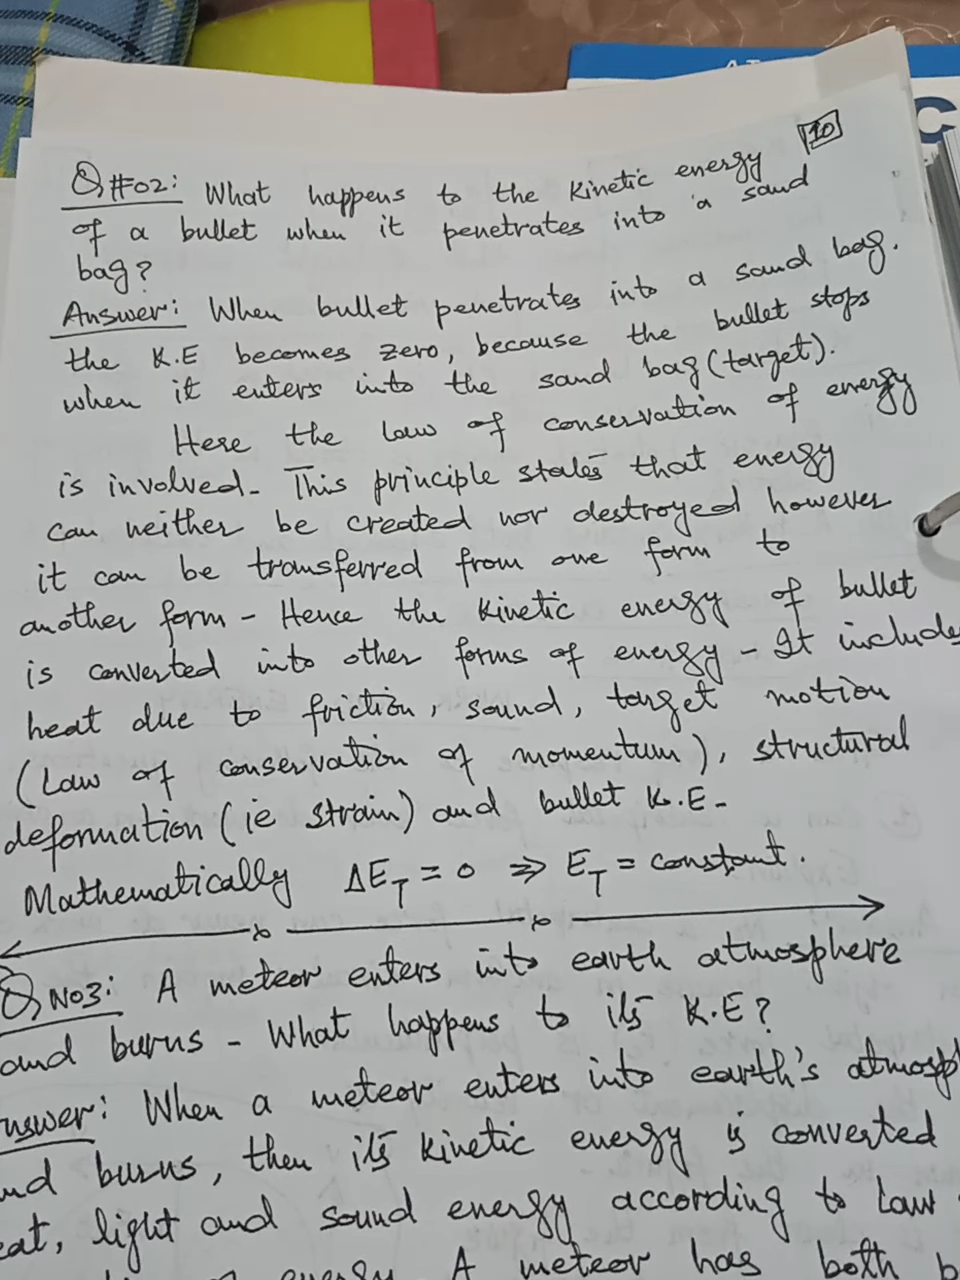 10
Q#02: What happens to the Kinetic energy
of a bullet when it penetrates into a sand
bag?
Answer: When bullet penetrates into a sand bag.
the K.E becomes zero, because the bullet stops
when it enters into the sand bag (target).
Here the law of conservation of energy
is involved - This principle states that energy
can neither be created nor destroyed however
it can be transferred from one form to
another form - Hence the Kinetic energy of bullet
is converted into other forms of energy - It include
heat due to friction, sound, target motion
(Law of conservation of momentum), structural
deformation (ie strain) and bullet K.E-
Mathematically ΔE_T = 0 ⇒ E_T = constant.
Q No3: A meteor enters into earth atmosphere
and burns - What happens to its K.E?
nswer: When a meteor enters into earth's atmosp
nd burns, then its Kinetic energy is converted
eat, light and sound energy according to Law
energy. A meteor has both
C